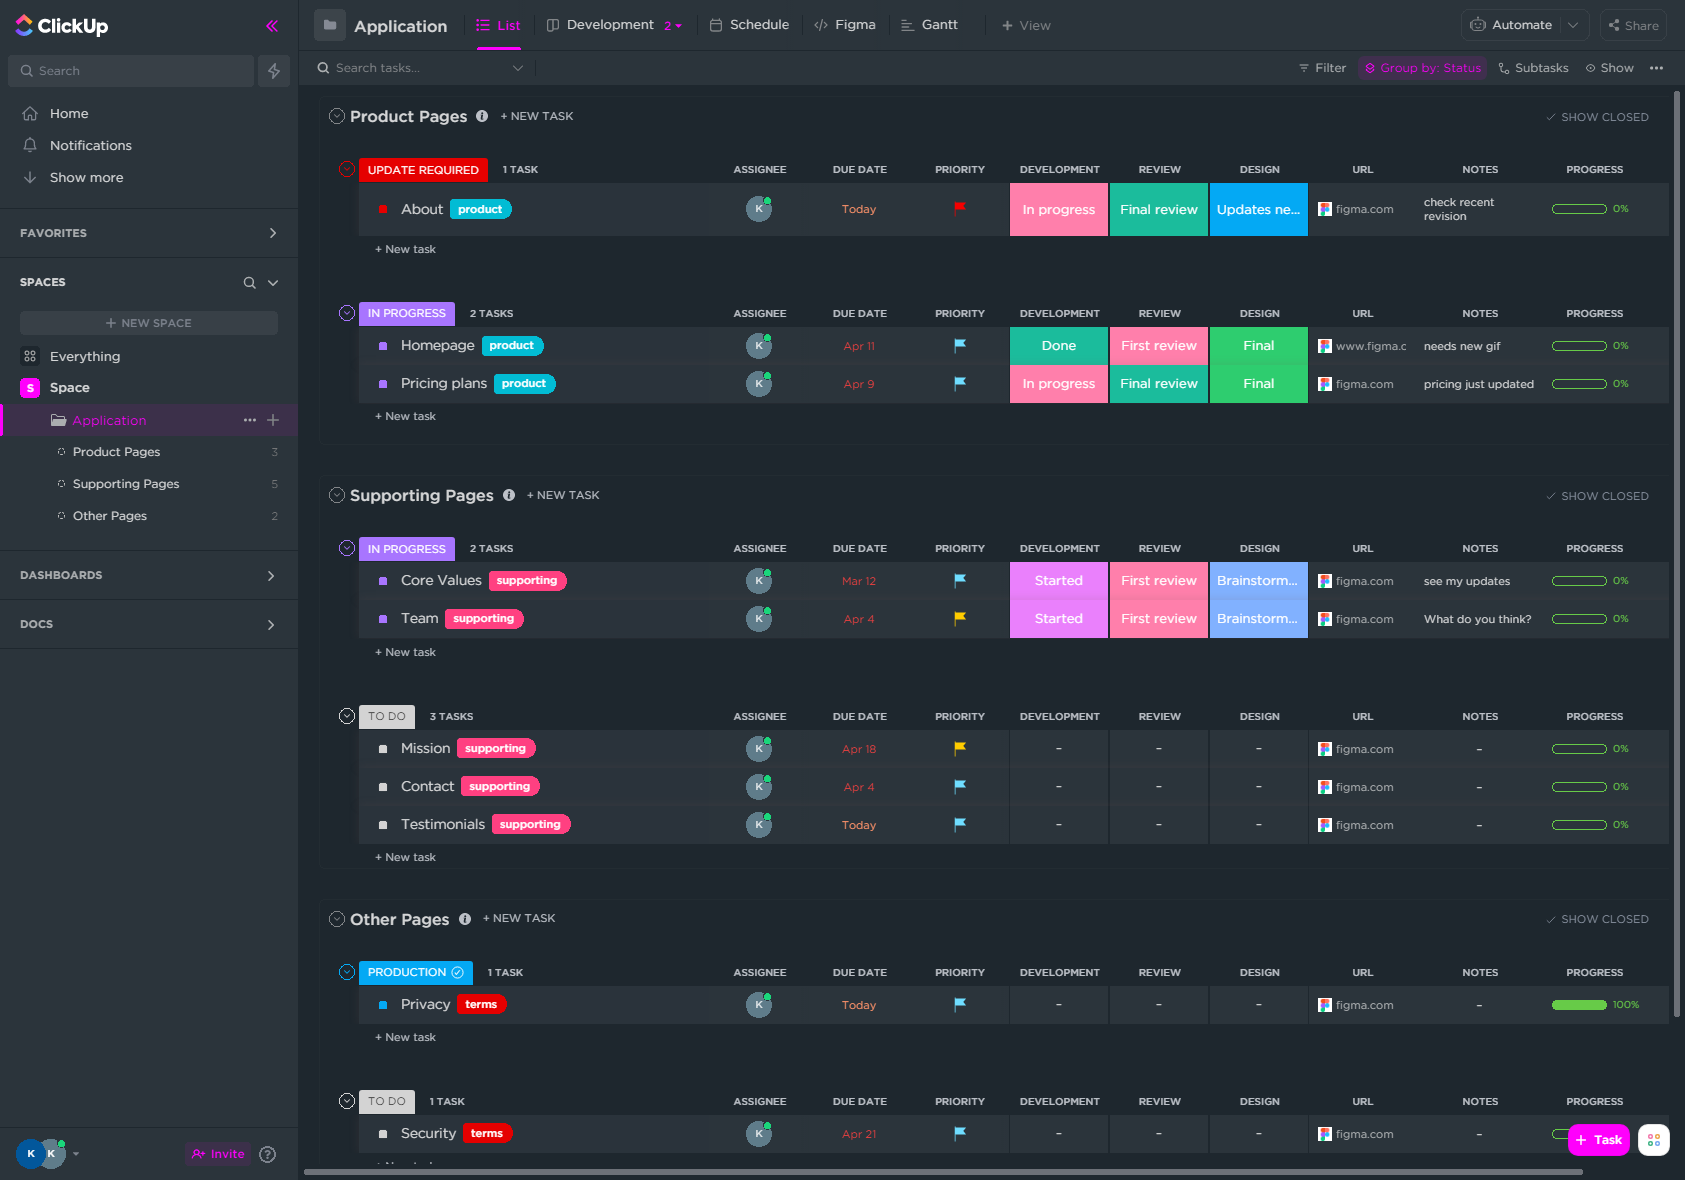 ClickUp
Search
Home
Notifications
Show more
FAVORITES
SPACES
+ NEW SPACE
Everything
S Space
Application
Product Pages 3
Supporting Pages 5
Other Pages 2
DASHBOARDS
DOCS
K K Invite ?
Application List Development 2 Schedule Figma Gantt + View Automate Share
Search tasks... Filter Group by: Status Subtasks Show
Product Pages + NEW TASK SHOW CLOSED
UPDATE REQUIRED 1 TASK ASSIGNEE DUE DATE PRIORITY DEVELOPMENT REVIEW DESIGN URL NOTES PROGRESS
About product K Today In progress Final review Updates ne... figma.com check recent revision 0%
+ New task
IN PROGRESS 2 TASKS ASSIGNEE DUE DATE PRIORITY DEVELOPMENT REVIEW DESIGN URL NOTES PROGRESS
Homepage product K Apr 11 Done First review Final www.figma.c needs new gif 0%
Pricing plans product K Apr 9 In progress Final review Final figma.com pricing just updated 0%
+ New task
Supporting Pages + NEW TASK SHOW CLOSED
IN PROGRESS 2 TASKS ASSIGNEE DUE DATE PRIORITY DEVELOPMENT REVIEW DESIGN URL NOTES PROGRESS
Core Values supporting K Mar 12 Started First review Brainstorm... figma.com see my updates 0%
Team supporting K Apr 4 Started First review Brainstorm... figma.com What do you think? 0%
+ New task
TO DO 3 TASKS ASSIGNEE DUE DATE PRIORITY DEVELOPMENT REVIEW DESIGN URL NOTES PROGRESS
Mission supporting K Apr 18 – – – figma.com – 0%
Contact supporting K Apr 4 – – – figma.com – 0%
Testimonials supporting K Today – – – figma.com – 0%
+ New task
Other Pages + NEW TASK SHOW CLOSED
PRODUCTION 1 TASK ASSIGNEE DUE DATE PRIORITY DEVELOPMENT REVIEW DESIGN URL NOTES PROGRESS
Privacy terms K Today – – – figma.com – 100%
+ New task
TO DO 1 TASK ASSIGNEE DUE DATE PRIORITY DEVELOPMENT REVIEW DESIGN URL NOTES PROGRESS
Security terms K Apr 21 – – – figma.com –
+ Task